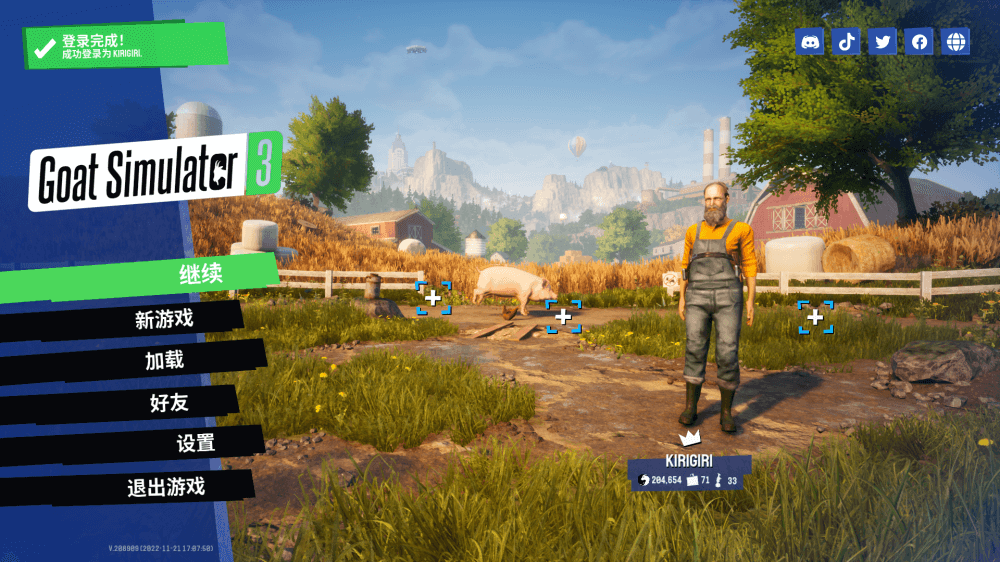 登录完成！
成功登录为 KIRIGIRI.
Goat Simulator 3
继续
新游戏
加载
好友
设置
退出游戏
KIRIGIRI
204,654 71 33
V.208909 (2022-11-21 17:07:50)